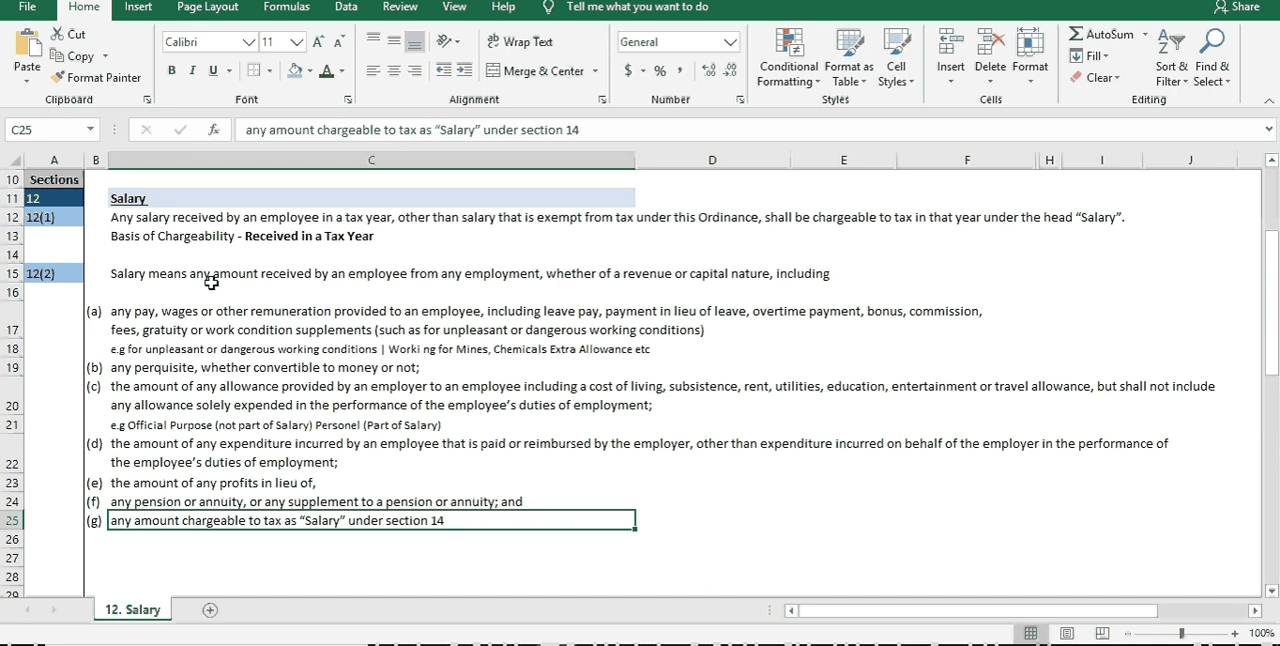 File Home Insert Page Layout Formulas Data Review View Help Tell me what you want to do Share
Cut Calibri 11 Wrap Text General AutoSum
Copy Fill
Paste Format Painter B I U A Merge & Center $ % , Conditional Format as Cell Insert Delete Format Clear Sort & Find &
Formatting Table Styles Filter Select
Clipboard Font Alignment Number Styles Cells Editing
C25 fx any amount chargeable to tax as “Salary” under section 14
A B C D E F H I J
10 Sections
11 12 Salary
12 12(1) Any salary received by an employee in a tax year, other than salary that is exempt from tax under this Ordinance, shall be chargeable to tax in that year under the head “Salary”.
13 Basis of Chargeability - Received in a Tax Year
14
15 12(2) Salary means any amount received by an employee from any employment, whether of a revenue or capital nature, including
16
(a) any pay, wages or other remuneration provided to an employee, including leave pay, payment in lieu of leave, overtime payment, bonus, commission,
17 fees, gratuity or work condition supplements (such as for unpleasant or dangerous working conditions)
18 e.g for unpleasant or dangerous working conditions | Worki ng for Mines, Chemicals Extra Allowance etc
19 (b) any perquisite, whether convertible to money or not;
(c) the amount of any allowance provided by an employer to an employee including a cost of living, subsistence, rent, utilities, education, entertainment or travel allowance, but shall not include
20 any allowance solely expended in the performance of the employee’s duties of employment;
21 e.g Official Purpose (not part of Salary) Personel (Part of Salary)
(d) the amount of any expenditure incurred by an employee that is paid or reimbursed by the employer, other than expenditure incurred on behalf of the employer in the performance of
22 the employee’s duties of employment;
23 (e) the amount of any profits in lieu of,
24 (f) any pension or annuity, or any supplement to a pension or annuity; and
25 (g) any amount chargeable to tax as “Salary” under section 14
26
27
28
29
12. Salary
100%